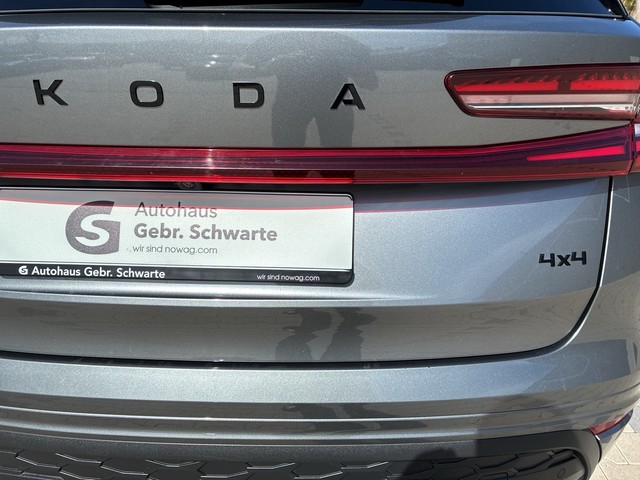 KODA
4x4
G Autohaus
Gebr. Schwarte
wir sind nowag.com
G Autohaus Gebr. Schwarte
wir sind nowag.com